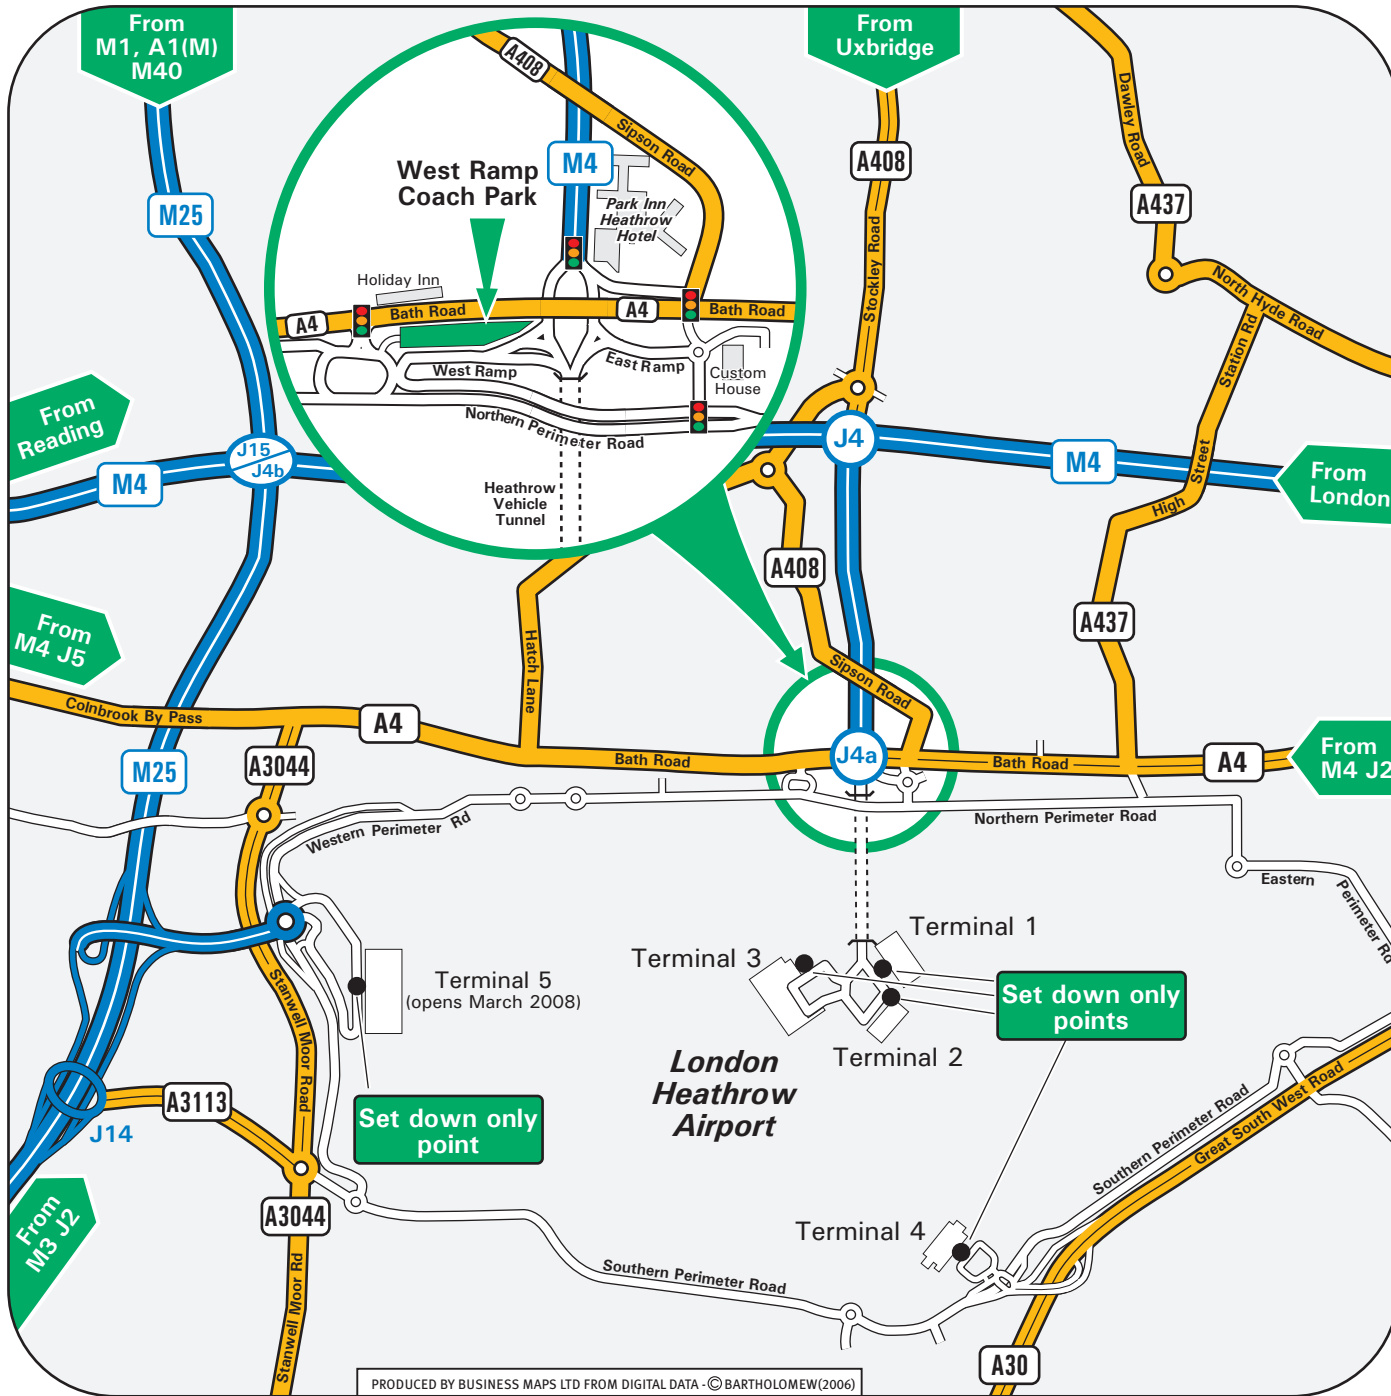 From
M1, A1(M)
M40
From
Uxbridge
A408
Sipson Road
M4
West Ramp
Coach Park
Park Inn
Heathrow
Hotel
Holiday Inn
A4
Bath Road
A4
Bath Road
West Ramp
East Ramp
Custom
House
Northern Perimeter Road
Heathrow
Vehicle
Tunnel
M25
A408
Stockley Road
Dawley Road
A437
North Hyde Road
Station Rd
High Street
From
Reading
M4
J15
J4b
J4
M4
From
London
A408
A437
From
M4 J5
Hatch Lane
Sipson Road
Colnbrook By Pass
A4
M25
A3044
Bath Road
J4a
Bath Road
A4
From
M4 J2
Western Perimeter Rd
Northern Perimeter Road
Eastern Perimeter Rd
Terminal 1
Terminal 3
Terminal 5
(opens March 2008)
Set down only
points
Terminal 2
Stanwell Moor Road
London
Heathrow
Airport
A3113
J14
Set down only
point
Southern Perimeter Road
Great South West Road
From
M3 J2
A3044
Terminal 4
Stanwell Moor Rd
Southern Perimeter Road
A30
PRODUCED BY BUSINESS MAPS LTD FROM DIGITAL DATA - © BARTHOLOMEW(2006)